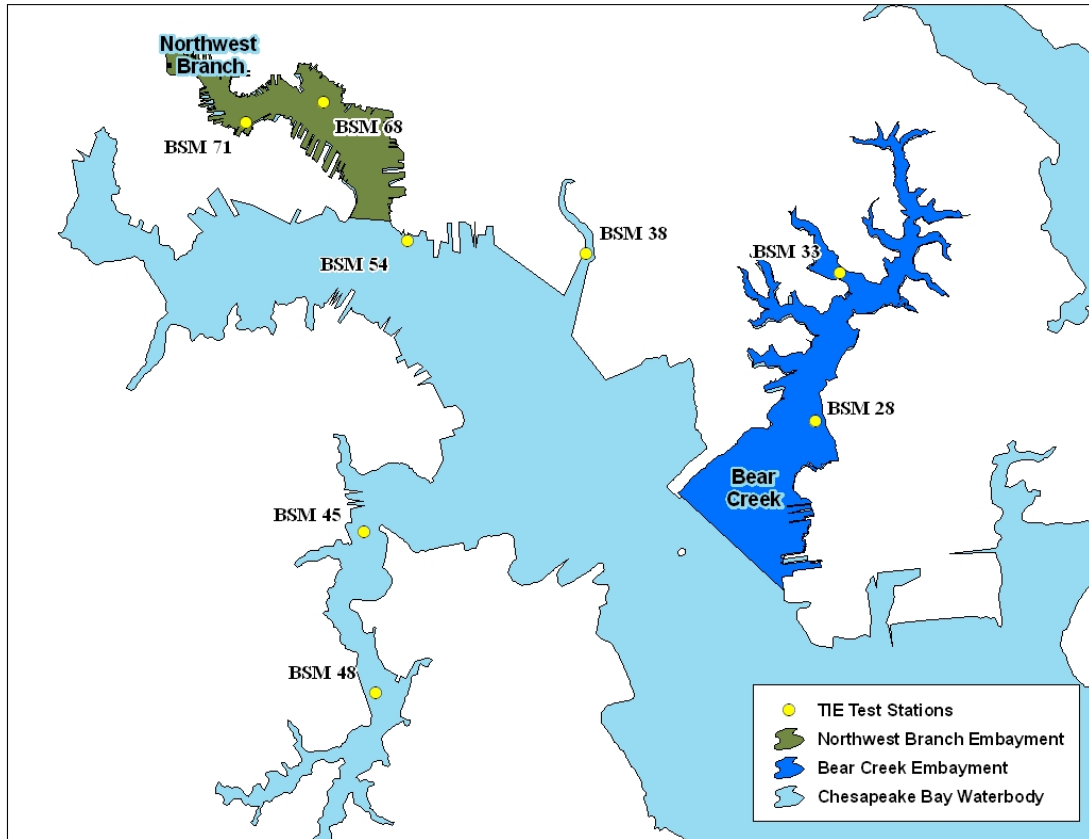 Northwest
Branch
BSM 68
BSM 71
BSM 38
BSM 33
BSM 54
BSM 28
Bear
Creek
BSM 45
BSM 48
TIE Test Stations
Northwest Branch Embayment
Bear Creek Embayment
Chesapeake Bay Waterbody